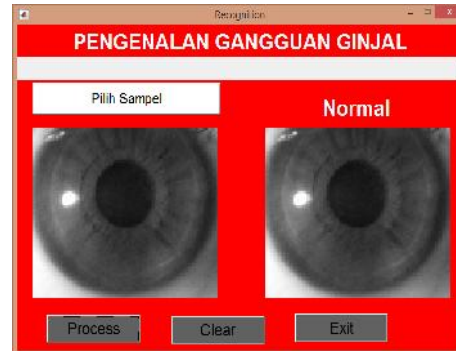 Recognition
PENGENALAN GANGGUAN GINJAL
Pilih Sampel
Normal
Process
Clear
Exit